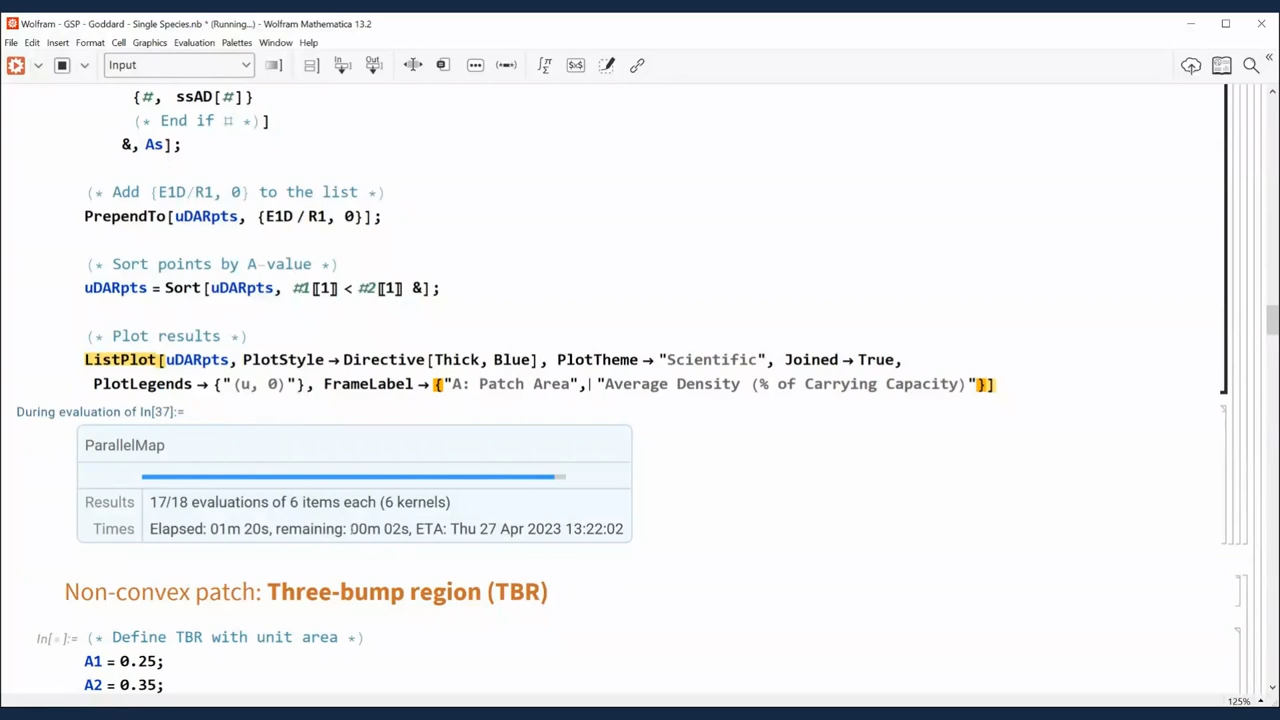 Wolfram - GSP - Goddard - Single Species.nb * (Running...) - Wolfram Mathematica 13.2
File Edit Insert Format Cell Graphics Evaluation Palettes Window Help
Input
{#, ssAD[#]}
(* End if ⌗ *)]
&, As];
(* Add {E1D/R1, 0} to the list *)
PrependTo[uDARpts, {E1D / R1, 0}];
(* Sort points by A-value *)
uDARpts = Sort[uDARpts, #1〚1〛 < #2〚1〛 &];
(* Plot results *)
ListPlot[uDARpts, PlotStyle → Directive[Thick, Blue], PlotTheme → "Scientific", Joined → True,
PlotLegends → {"(u, 0)"}, FrameLabel → {"A: Patch Area", "Average Density (% of Carrying Capacity)"}]
During evaluation of In[37]:=
ParallelMap
Results 17/18 evaluations of 6 items each (6 kernels)
Times Elapsed: 01m 20s, remaining: 00m 02s, ETA: Thu 27 Apr 2023 13:22:02
Non-convex patch: Three-bump region (TBR)
In[∘]:= (* Define TBR with unit area *)
A1 = 0.25;
A2 = 0.35;
125%